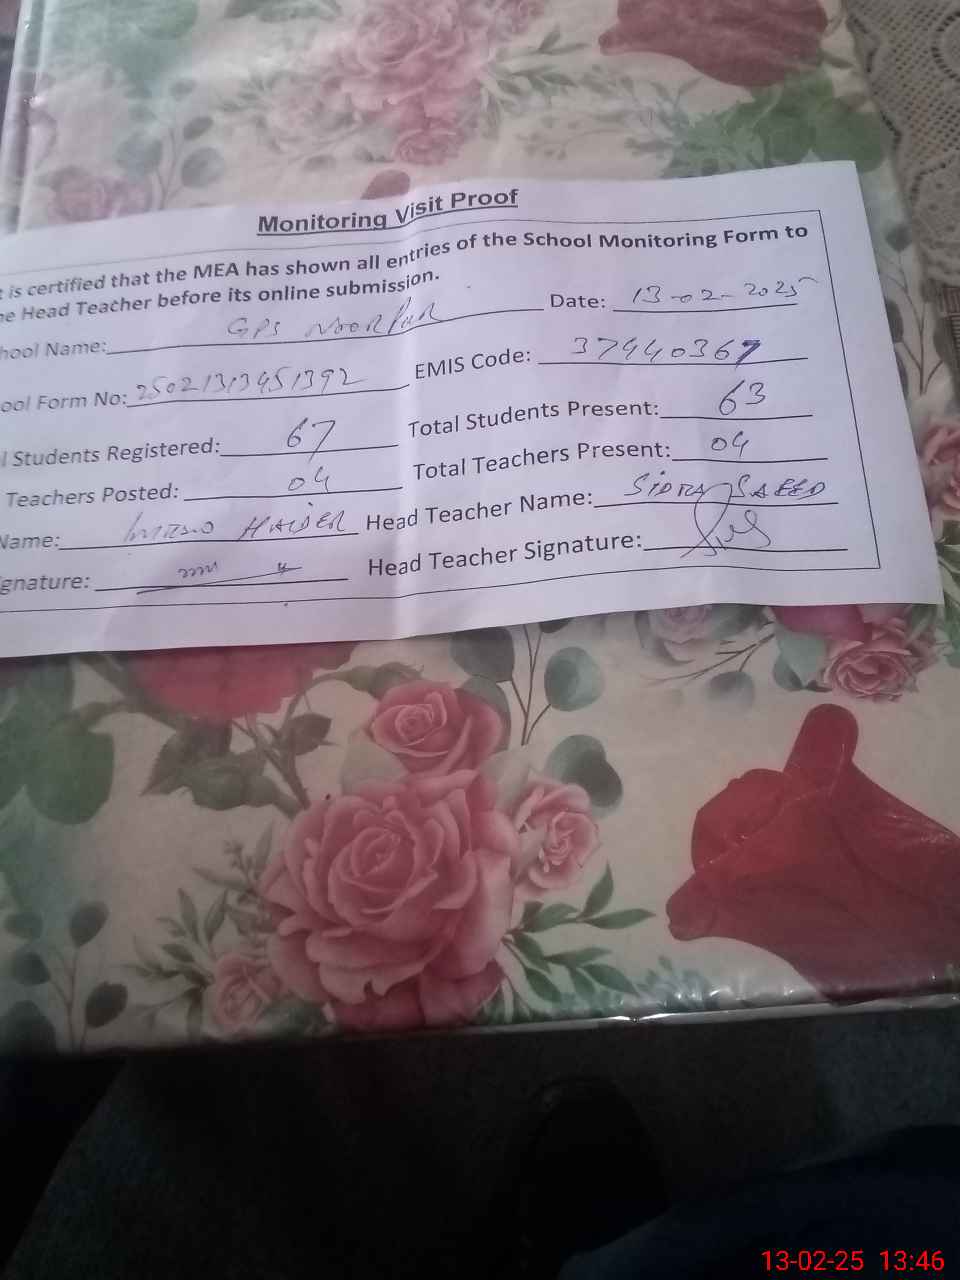 Monitoring Visit Proof
t is certified that the MEA has shown all entries of the School Monitoring Form to
he Head Teacher before its online submission.
hool Name: GPS NoorPur Date: 13-02-2025
ool Form No: EMIS Code: 37440367
l Students Registered: 67 Total Students Present: 63
Teachers Posted: 04 Total Teachers Present: 04
Name: HAIDER Head Teacher Name: SIDRA SAEED
gnature: Head Teacher Signature:
13-02-25 13:46